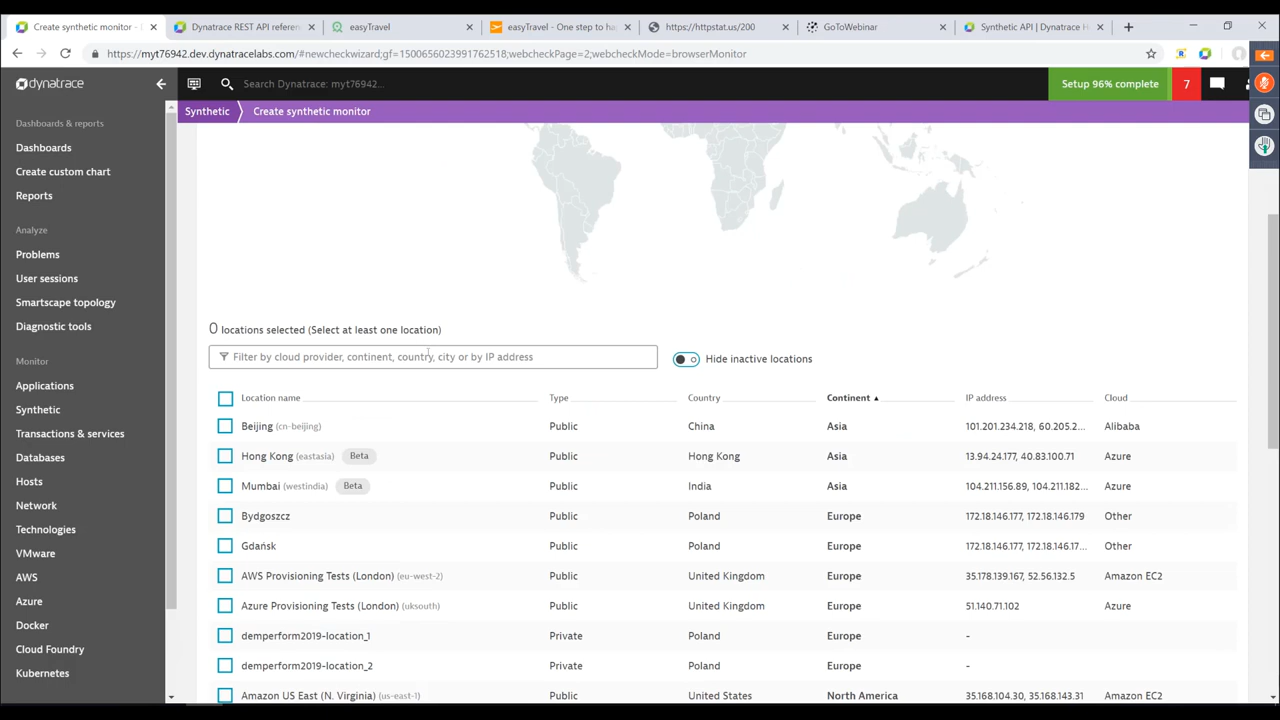 Create synthetic monitor -
Dynatrace REST API referen
easyTravel
easyTravel - One step to ha
https://httpstat.us/200
GoToWebinar
Synthetic API | Dynatrace H
https://myt76942.dev.dynatracelabs.com/#newcheckwizard;gf=1500656023991762518;webcheckPage=2;webcheckMode=browserMonitor
dynatrace
Search Dynatrace: myt76942...
Setup 96% complete
7
Synthetic
Create synthetic monitor
Dashboards & reports
Dashboards
Create custom chart
Reports
Analyze
Problems
User sessions
Smartscape topology
Diagnostic tools
Monitor
Applications
Synthetic
Transactions & services
Databases
Hosts
Network
Technologies
VMware
AWS
Azure
Docker
Cloud Foundry
Kubernetes
0 locations selected (Select at least one location)
Filter by cloud provider, continent, country, city or by IP address
Hide inactive locations
Location name Type Country Continent ▲ IP address Cloud
Beijing (cn-beijing) Public China Asia 101.201.234.218, 60.205.2... Alibaba
Hong Kong (eastasia) Beta Public Hong Kong Asia 13.94.24.177, 40.83.100.71 Azure
Mumbai (westindia) Beta Public India Asia 104.211.156.89, 104.211.182... Azure
Bydgoszcz Public Poland Europe 172.18.146.177, 172.18.146.179 Other
Gdańsk Public Poland Europe 172.18.146.177, 172.18.146.17... Other
AWS Provisioning Tests (London) (eu-west-2) Public United Kingdom Europe 35.178.139.167, 52.56.132.5 Amazon EC2
Azure Provisioning Tests (London) (uksouth) Public United Kingdom Europe 51.140.71.102 Azure
demperform2019-location_1 Private Poland Europe -
demperform2019-location_2 Private Poland Europe -
Amazon US East (N. Virginia) (us-east-1) Public United States North America 35.168.104.30, 35.168.143.31 Amazon EC2